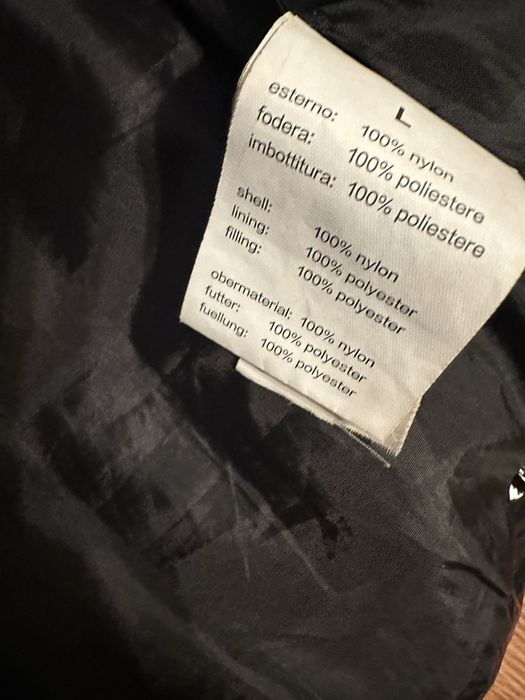 L
esterno: 100% nylon
fodera: 100% poliestere
imbottitura: 100% poliestere
shell: 100% nylon
lining: 100% polyester
filling: 100% polyester
obermaterial: 100% nylon
futter: 100% polyester
fuellung: 100% polyester